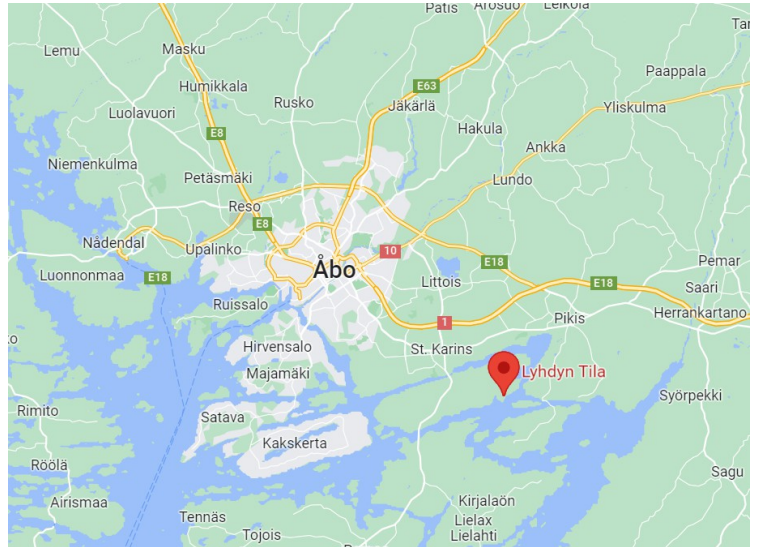 Patis
Masku
Lemu
E63
Paappala
Humikkala
Rusko
Jäkärlä
Luolavuori
Yliskulma
Hakula
E8
Ankka
Niemenkulma
Petäsmäki
Lundo
Reso
E8
Nådendal
Upalinko
10
E18
Pemar
Åbo
Luonnonmaa
E18
Littois
E18
Saari
Ruissalo
Pikis
Herrankartano
1
Hirvensalo
St. Karins
Majamäki
Lyhdyn Tila
Syörpekki
Rimito
Satava
Kakskerta
Röölä
Sagu
Airismaa
Kirjalaön
Tennäs
Lielax
Lielahti
Tojois